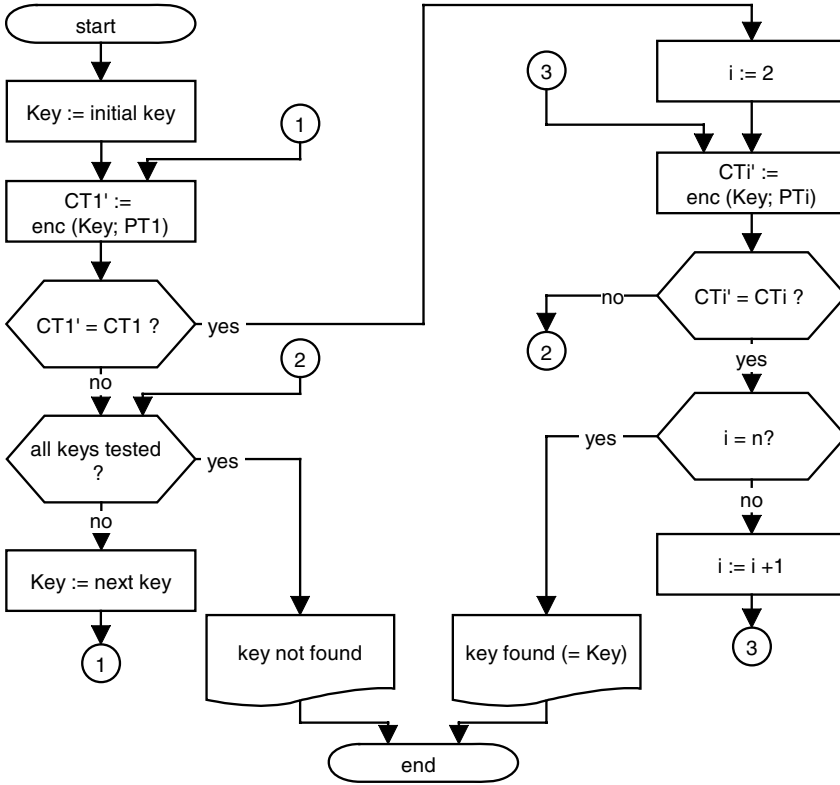 start
Key := initial key
1
CT1' :=
enc (Key; PT1)
CT1' = CT1 ?
yes
no
2
all keys tested
?
yes
no
Key := next key
1
key not found
i := 2
3
CTi' :=
enc (Key; PTi)
CTi' = CTi ?
no
2
yes
i = n?
yes
no
i := i +1
3
key found (= Key)
end